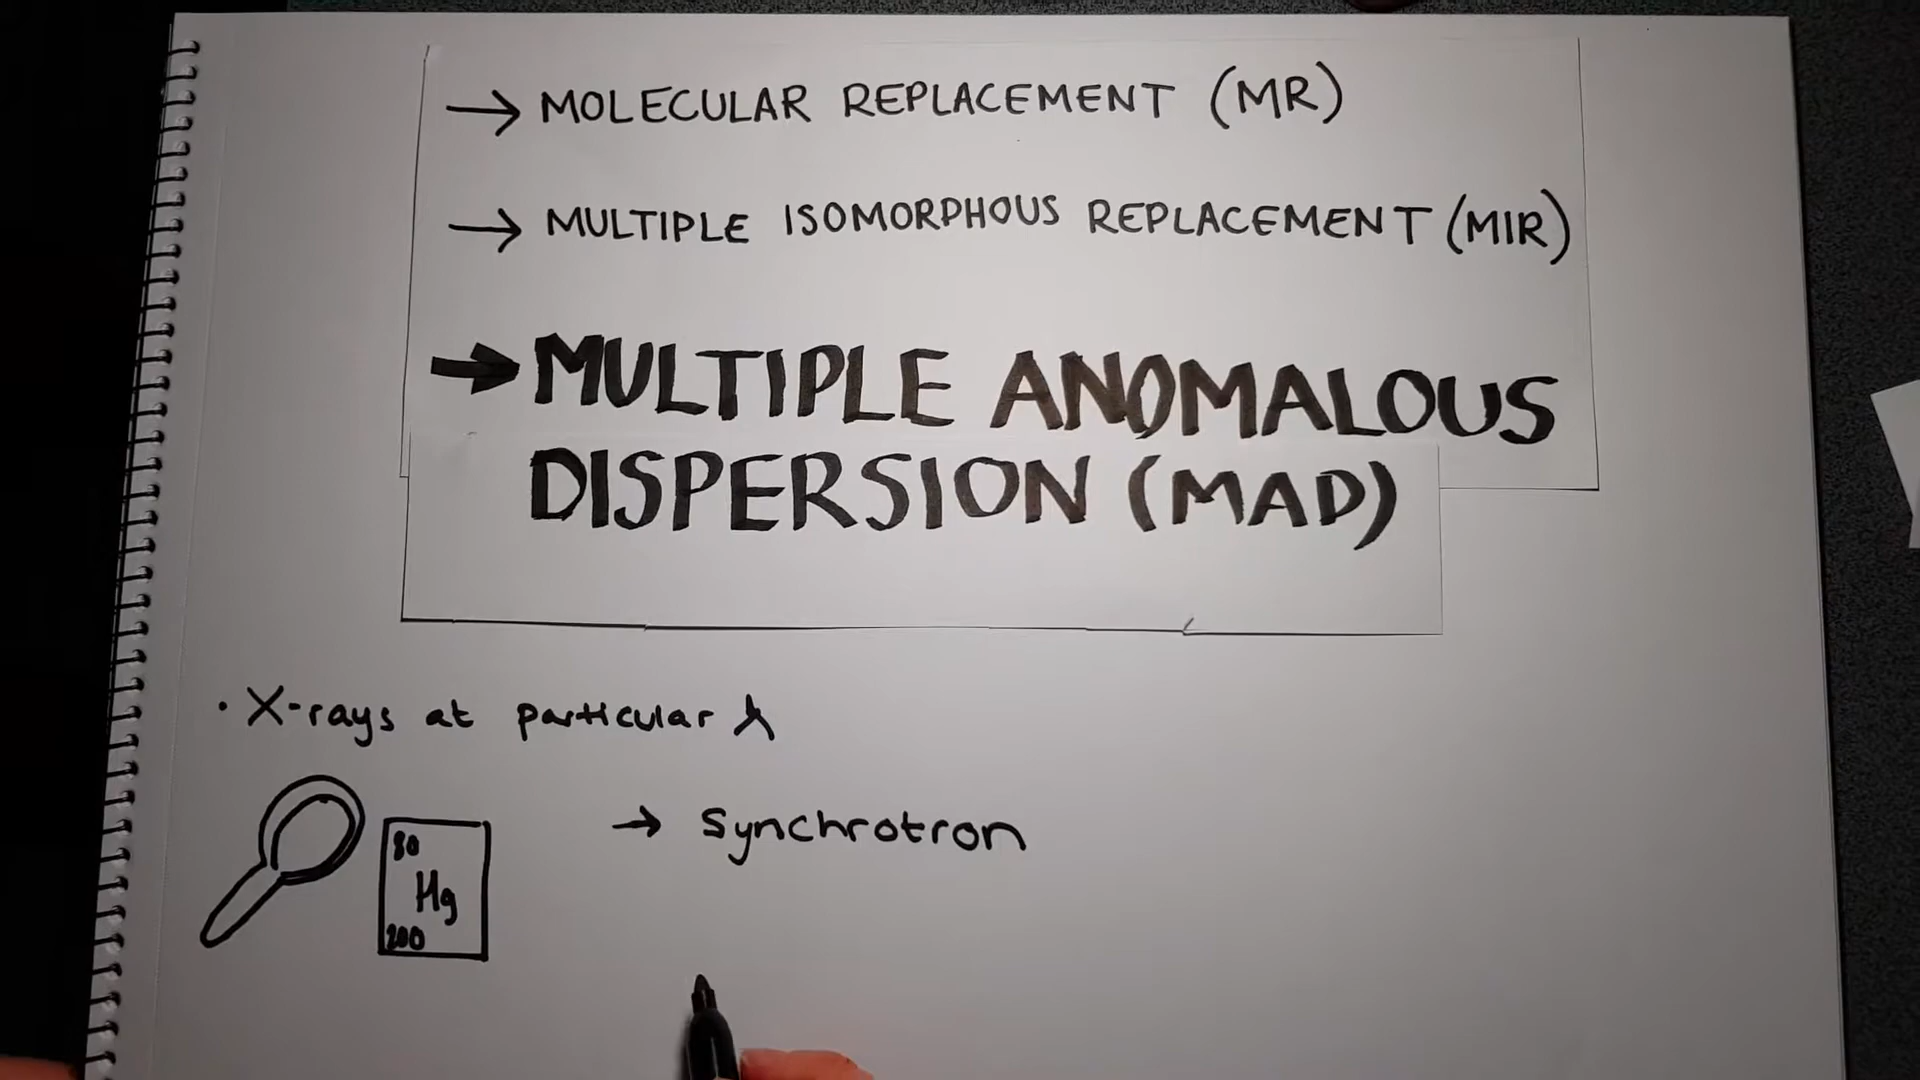 → MOLECULAR REPLACEMENT (MR)
→ MULTIPLE ISOMORPHOUS REPLACEMENT (MIR)
→ MULTIPLE ANOMALOUS
DISPERSION (MAD)
· X-rays at particular λ
→ Synchrotron
80
Hg
200